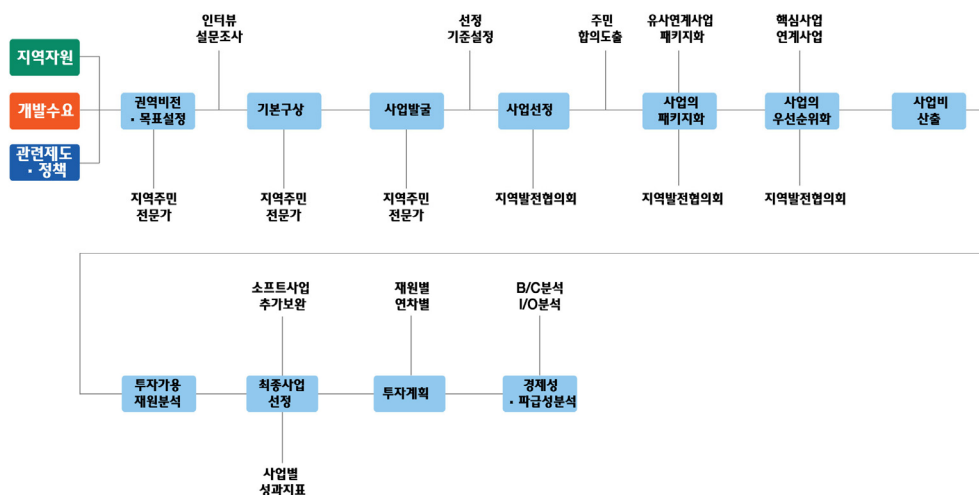 인터뷰
설문조사
선정
기준설정
주민
합의도출
유사연계사업
패키지화
핵심사업
연계사업
지역자원
개발수요
관련제도
· 정책
권역비전
· 목표설정
기본구상
사업발굴
사업선정
사업의
패키지화
사업의
우선순위화
사업비
산출
지역주민
전문가
지역주민
전문가
지역주민
전문가
지역발전협의회
지역발전협의회
지역발전협의회
소프트사업
추가보완
재원별
연차별
B/C분석
I/O분석
투자가용
재원분석
최종사업
선정
투자계획
경제성
· 파급성분석
사업별
성과지표